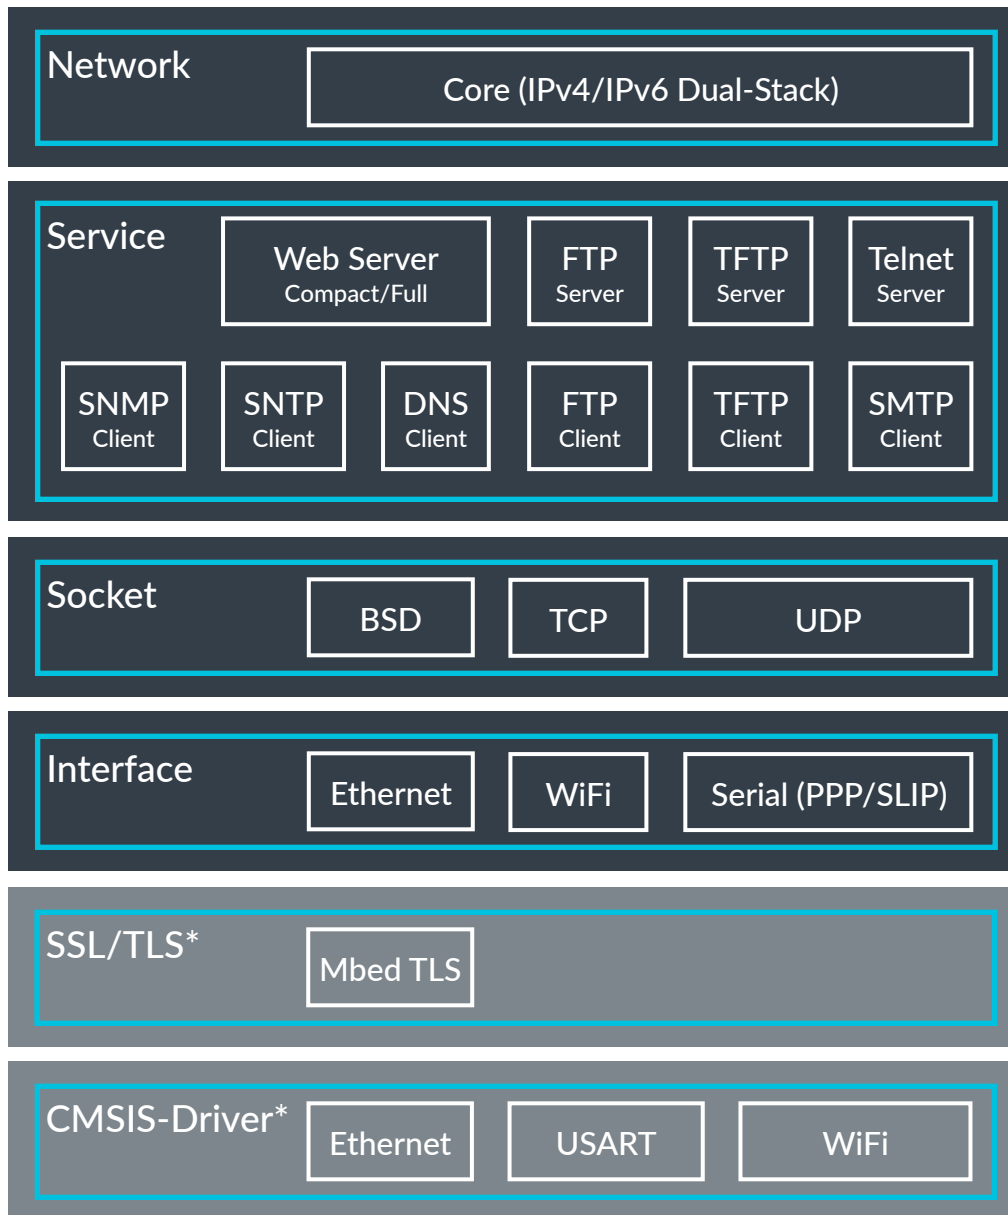 Network
Core (IPv4/IPv6 Dual-Stack)
Service
Web Server
Compact/Full
FTP
Server
TFTP
Server
Telnet
Server
SNMP
Client
SNTP
Client
DNS
Client
FTP
Client
TFTP
Client
SMTP
Client
Socket
BSD
TCP
UDP
Interface
Ethernet
WiFi
Serial (PPP/SLIP)
SSL/TLS*
Mbed TLS
CMSIS-Driver*
Ethernet
USART
WiFi